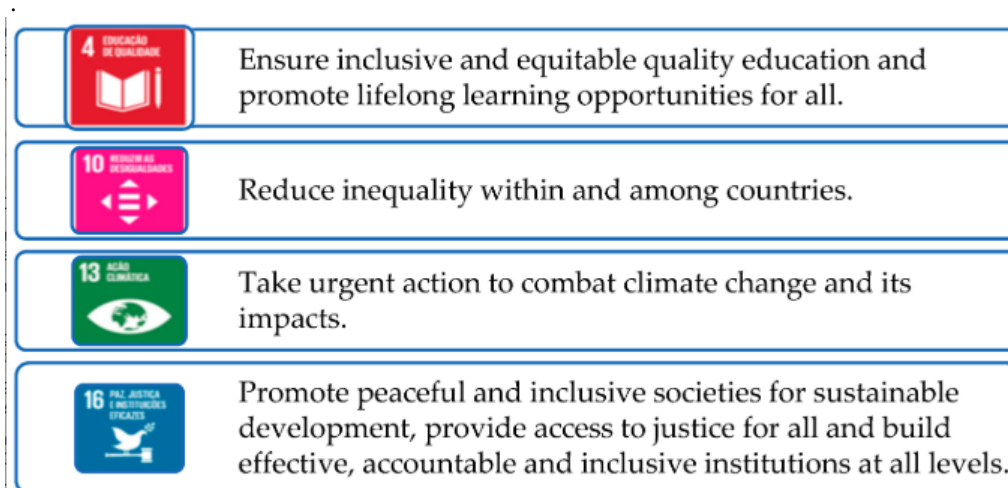 .
4 EDUCAÇÃO
DE QUALIDADE
Ensure inclusive and equitable quality education and
promote lifelong learning opportunities for all.
10 REDUZIR AS
DESIGUALDADES
Reduce inequality within and among countries.
13 AÇÃO
CLIMÁTICA
Take urgent action to combat climate change and its
impacts.
16 PAZ, JUSTIÇA
E INSTITUIÇÕES
EFICAZES
Promote peaceful and inclusive societies for sustainable
development, provide access to justice for all and build
effective, accountable and inclusive institutions at all levels.